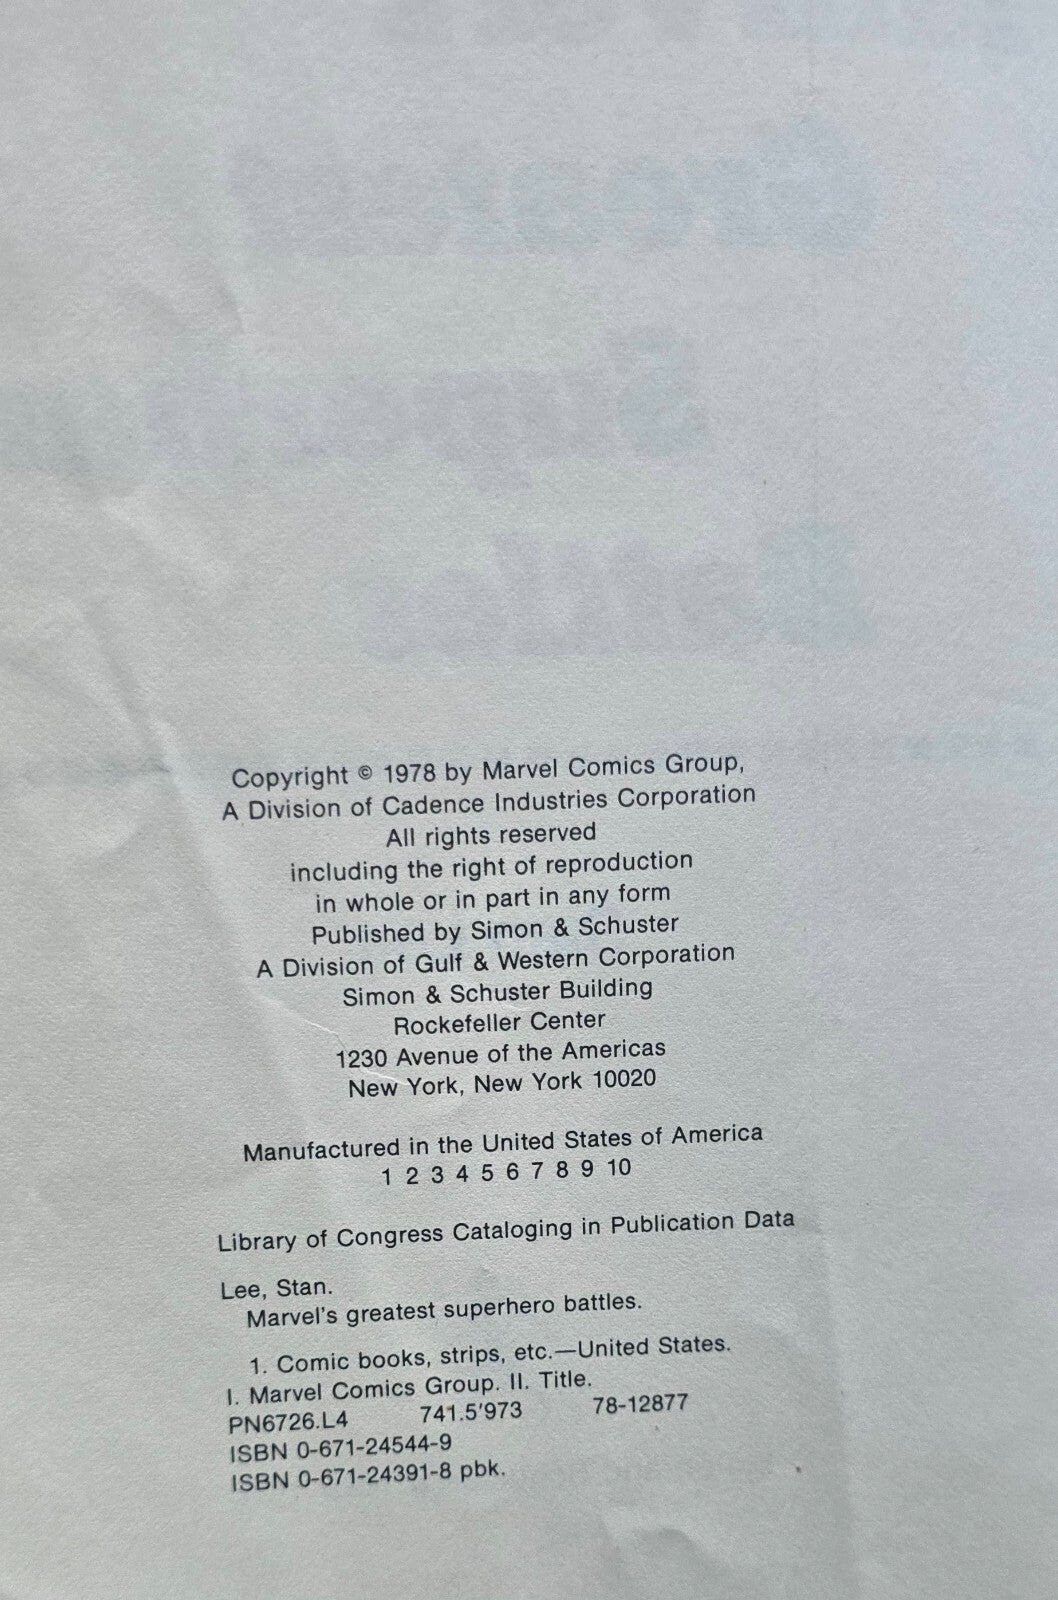 Copyright © 1978 by Marvel Comics Group,
A Division of Cadence Industries Corporation
All rights reserved
including the right of reproduction
in whole or in part in any form
Published by Simon & Schuster
A Division of Gulf & Western Corporation
Simon & Schuster Building
Rockefeller Center
1230 Avenue of the Americas
New York, New York 10020
Manufactured in the United States of America
1 2 3 4 5 6 7 8 9 10
Library of Congress Cataloging in Publication Data
Lee, Stan.
Marvel's greatest superhero battles.
1. Comic books, strips, etc.—United States.
I. Marvel Comics Group. II. Title.
PN6726.L4 741.5'973 78-12877
ISBN 0-671-24544-9
ISBN 0-671-24391-8 pbk.